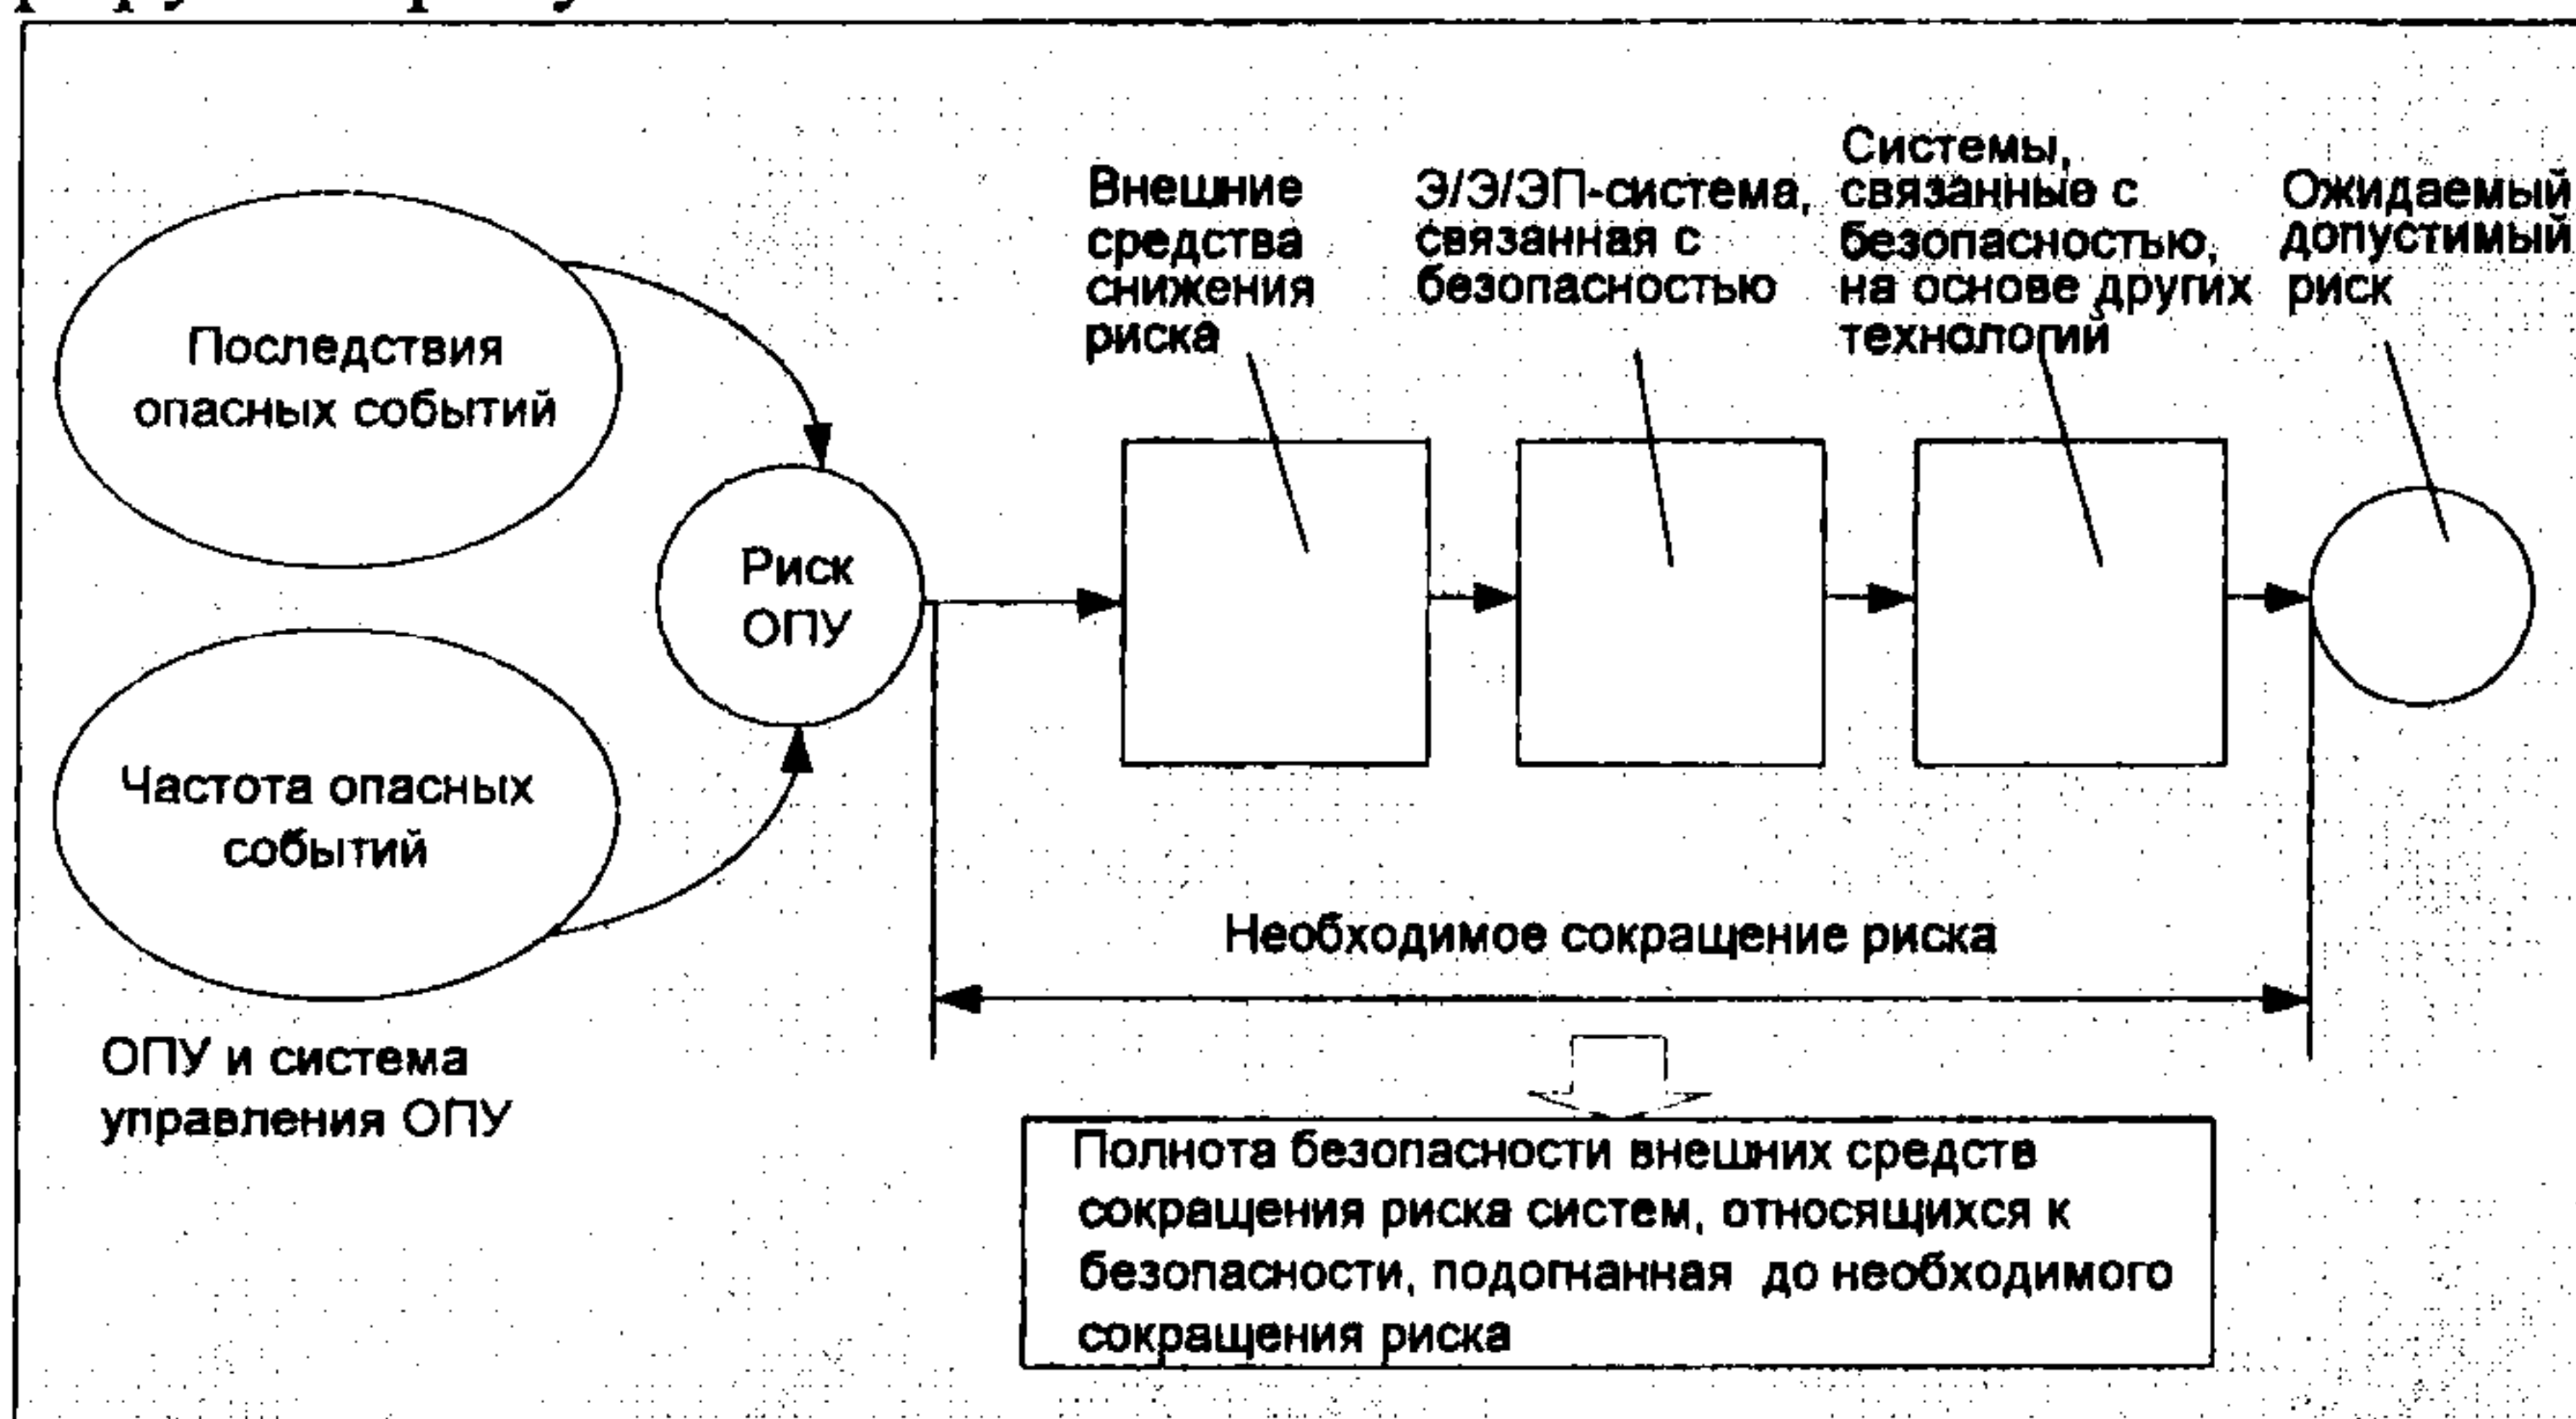 Последствия
опасных событий
Частота опасных
событий
ОПУ и система
управления ОПУ
Риск
ОПУ
Внешние
средства
снижения
риска
Э/Э/ЭП-система,
связанная с
безопасностью
Системы,
связанные с
безопасностью,
на основе других
технологий
Ожидаемый
допустимый
риск
Необходимое сокращение риска
Полнота безопасности внешних средств
сокращения риска систем, относящихся к
безопасности, подогнанная до необходимого
сокращения риска